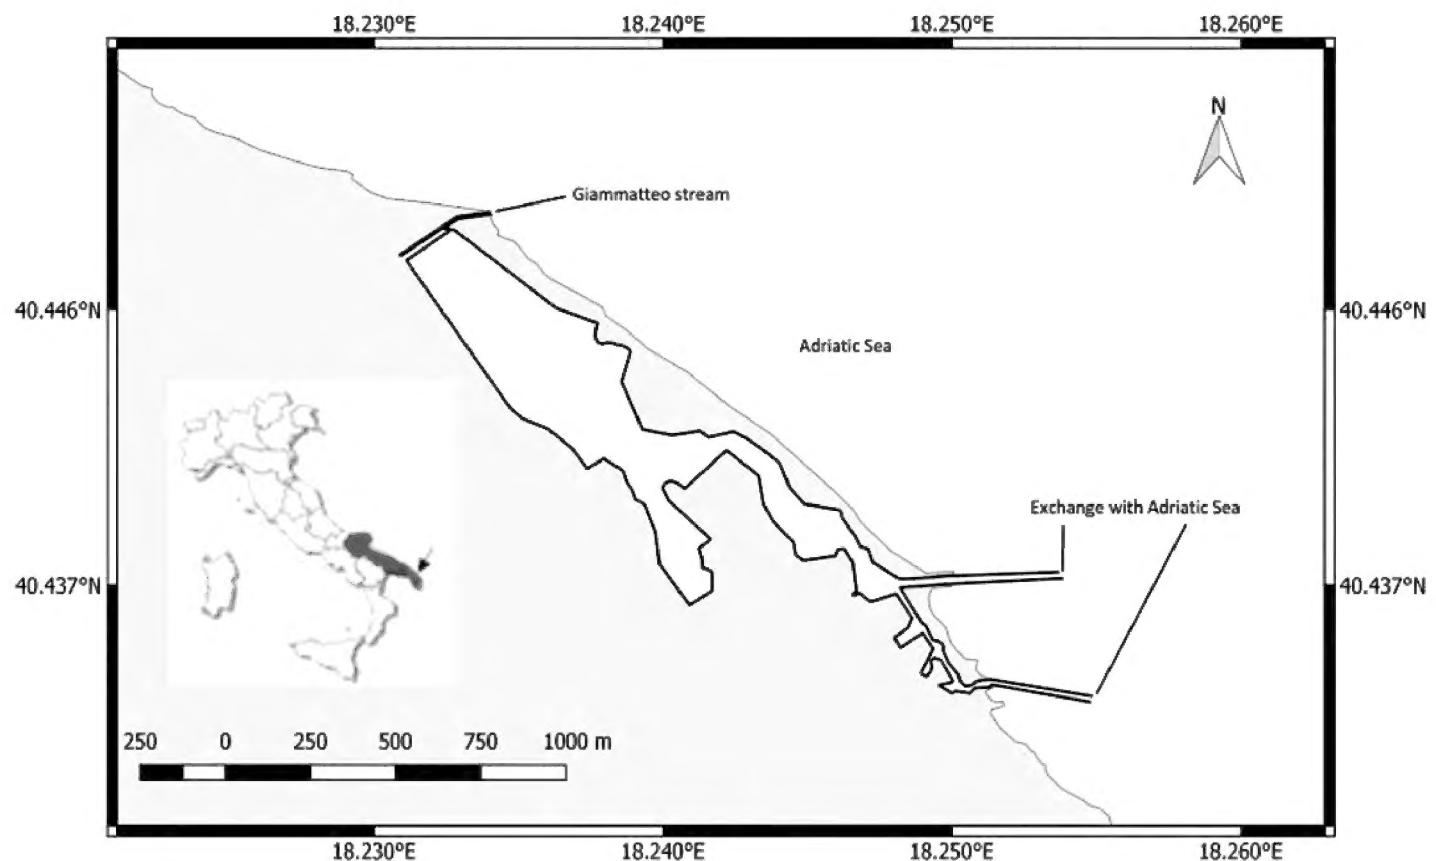 18.230°E 18.240°E 18.250°E 18.260°E
N
Giammatteo stream
40.446°N 40.446°N
Adriatic Sea
Exchange with Adriatic Sea
40.437°N 40.437°N
250 0 250 500 750 1000 m
18.230°E 18.240°E 18.250°E 18.260°E